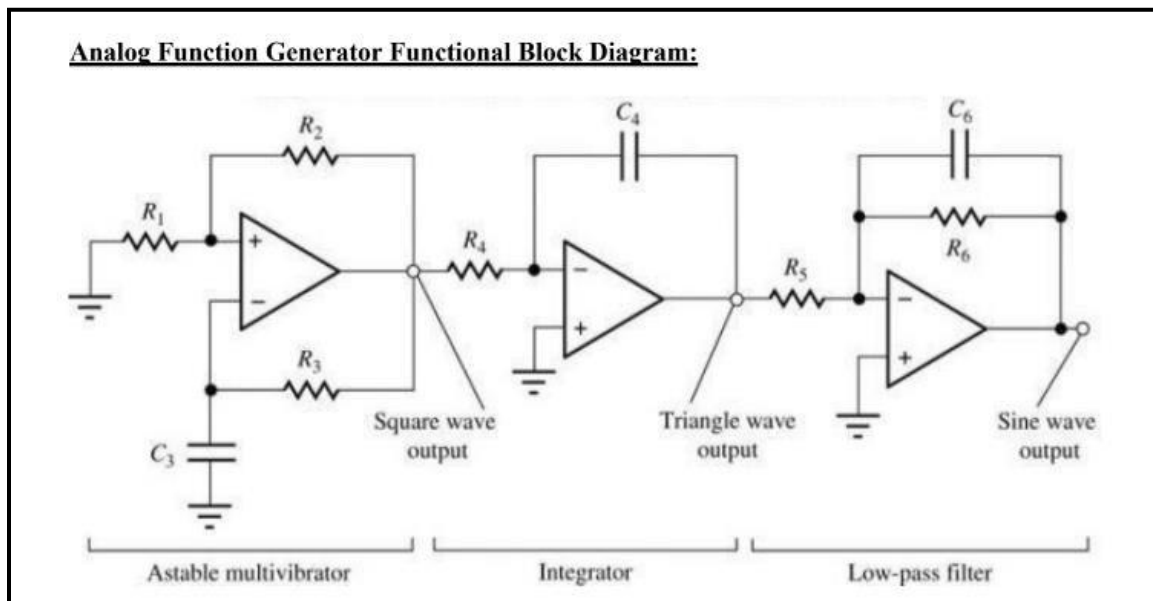 Analog Function Generator Functional Block Diagram:
C4
C6
R2
R1
+
−
R4
−
+
R5
R6
−
+
R3
C3
Square wave
output
Triangle wave
output
Sine wave
output
Astable multivibrator
Integrator
Low-pass filter